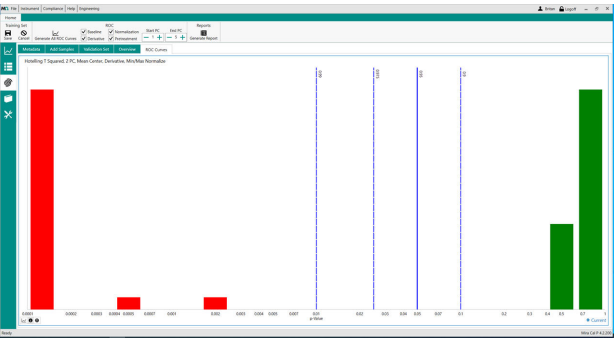 File Instrument Compliance Help Engineering
Logoff
Home
Training Set ROC Reports
Save Cancel Generate All ROC Curves Baseline Normalization Derivative Pretreatment Start PC 1 End PC 5 Generate Report
Metadata Add Samples Validation Set Overview ROC Curves
Hotelling T Squared, 2 PC, Mean Center, Derivative, Min/Max Normalize
0.0001 0.0002 0.0003 0.0004 0.0005 0.0007 0.001 0.002 0.003 0.004 0.005 0.007 0.01 0.02 0.03 0.04 0.05 0.07 0.1 0.2 0.3 0.4 0.5 0.7 1
p-Value
Current
Ready